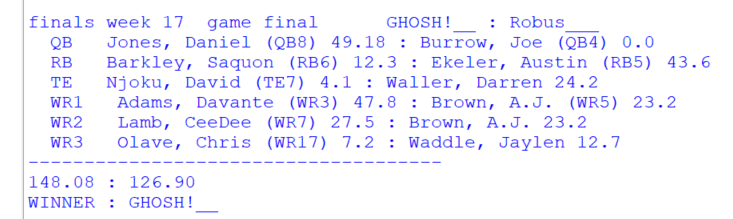 finals week 17 game final GHOSH!__ : Robus___
QB Jones, Daniel (QB8) 49.18 : Burrow, Joe (QB4) 0.0
RB Barkley, Saquon (RB6) 12.3 : Ekeler, Austin (RB5) 43.6
TE Njoku, David (TE7) 4.1 : Waller, Darren 24.2
WR1 Adams, Davante (WR3) 47.8 : Brown, A.J. (WR5) 23.2
WR2 Lamb, CeeDee (WR7) 27.5 : Brown, A.J. 23.2
WR3 Olave, Chris (WR17) 7.2 : Waddle, Jaylen 12.7
-------------------------------------
148.08 : 126.90
WINNER : GHOSH!__